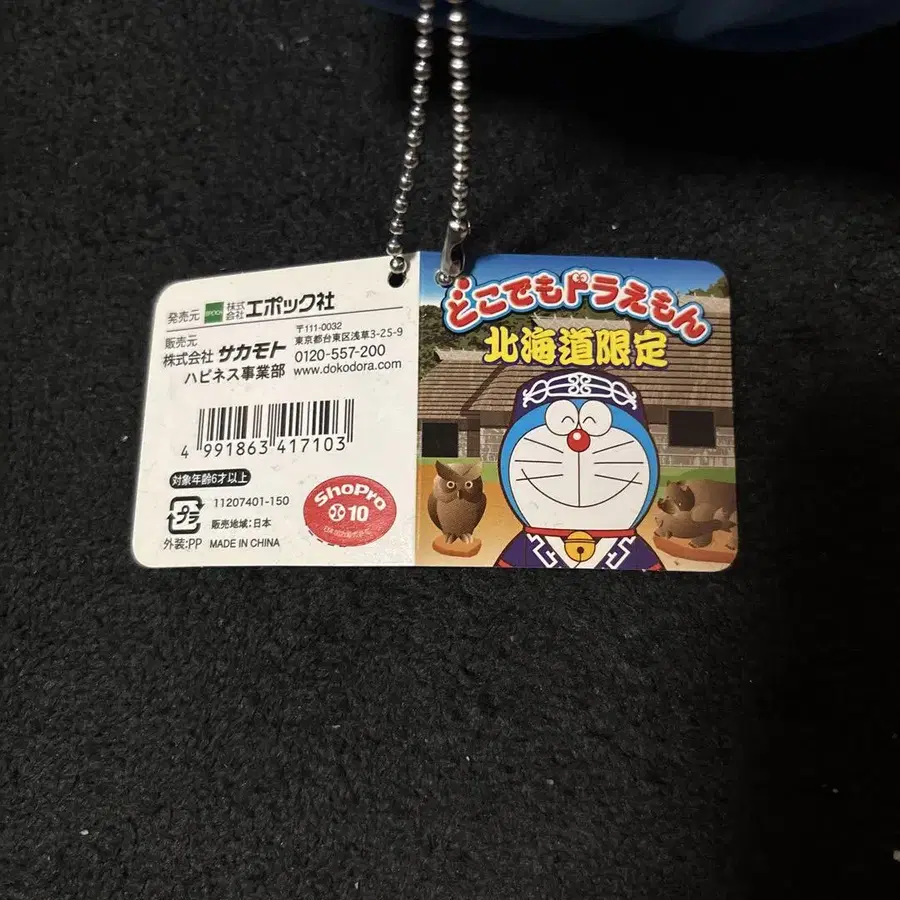 発売元 EPOCH 株式会社 エポック社
販売元
株式会社 サカモト
ハピネス事業部
〒111-0032
東京都台東区浅草3-25-9
0120-557-200
www.dokodora.com
4 991863 417103
対象年齢6才以上
プラ
外装:PP
11207401-150
販売地域:日本
MADE IN CHINA
ShoPro
10
どこでもドラえもん
北海道限定